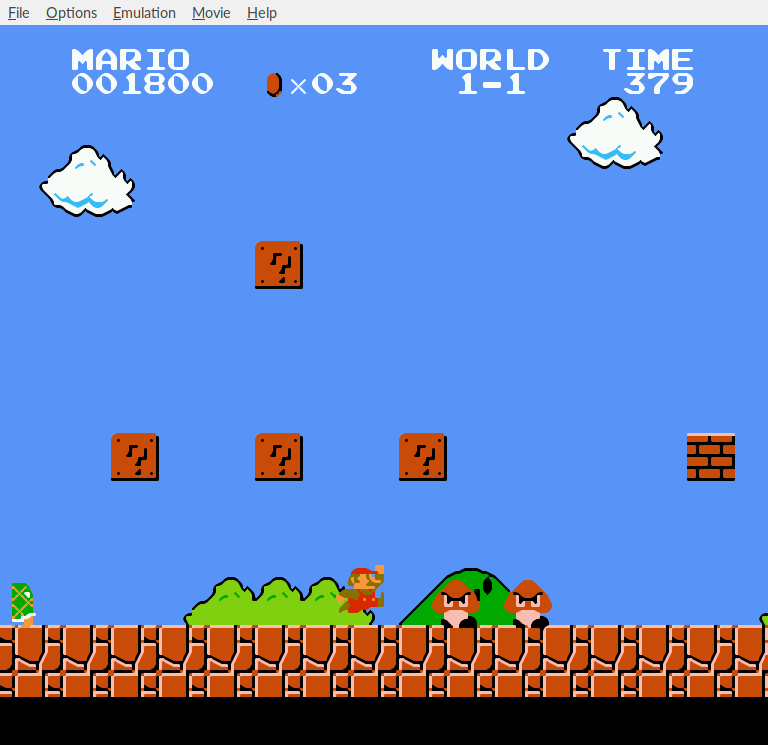 File Options Emulation Movie Help
MARIO WORLD TIME
001800 ×03 1-1 379
? 
? ? ?